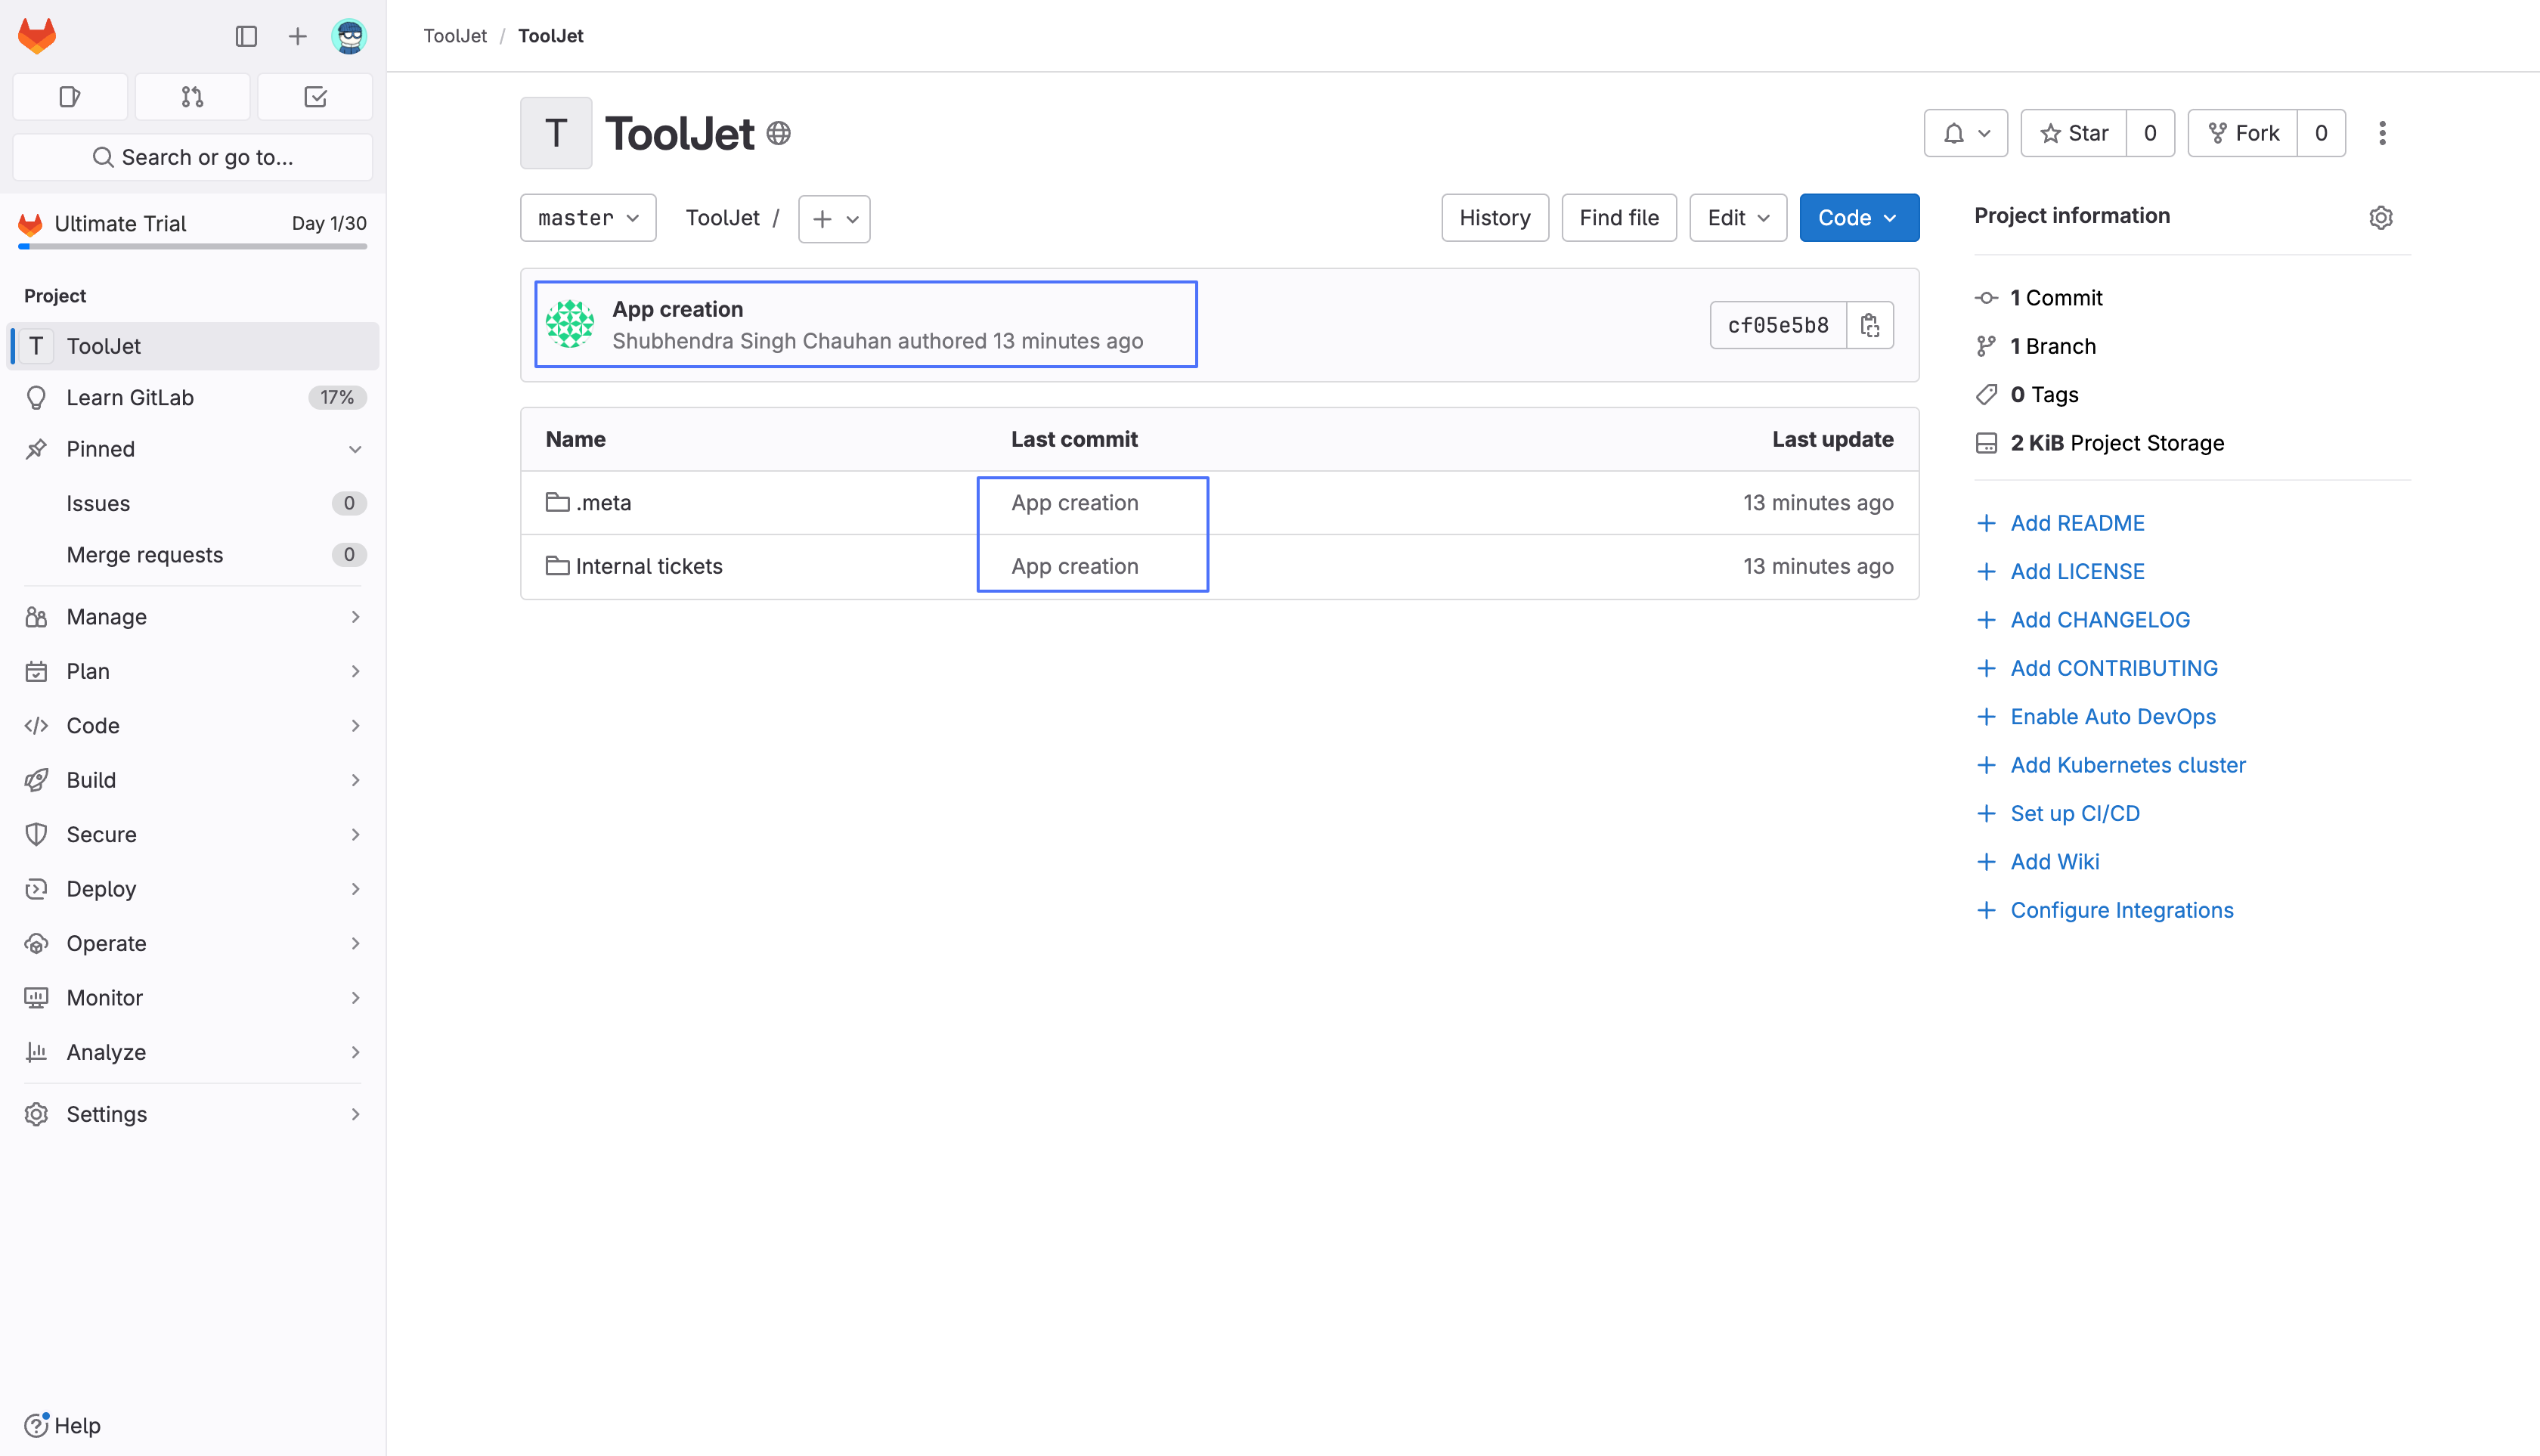 ToolJet / ToolJet
Search or go to...
Ultimate Trial Day 1/30
Project
T ToolJet
Learn GitLab 17%
Pinned
Issues 0
Merge requests 0
Manage
Plan
Code
Build
Secure
Deploy
Operate
Monitor
Analyze
Settings
Help
T ToolJet
Star 0
Fork 0
master ToolJet /
History
Find file
Edit
Code
App creation
Shubhendra Singh Chauhan authored 13 minutes ago
cf05e5b8
Name Last commit Last update
.meta App creation 13 minutes ago
Internal tickets App creation 13 minutes ago
Project information
1 Commit
1 Branch
0 Tags
2 KiB Project Storage
Add README
Add LICENSE
Add CHANGELOG
Add CONTRIBUTING
Enable Auto DevOps
Add Kubernetes cluster
Set up CI/CD
Add Wiki
Configure Integrations